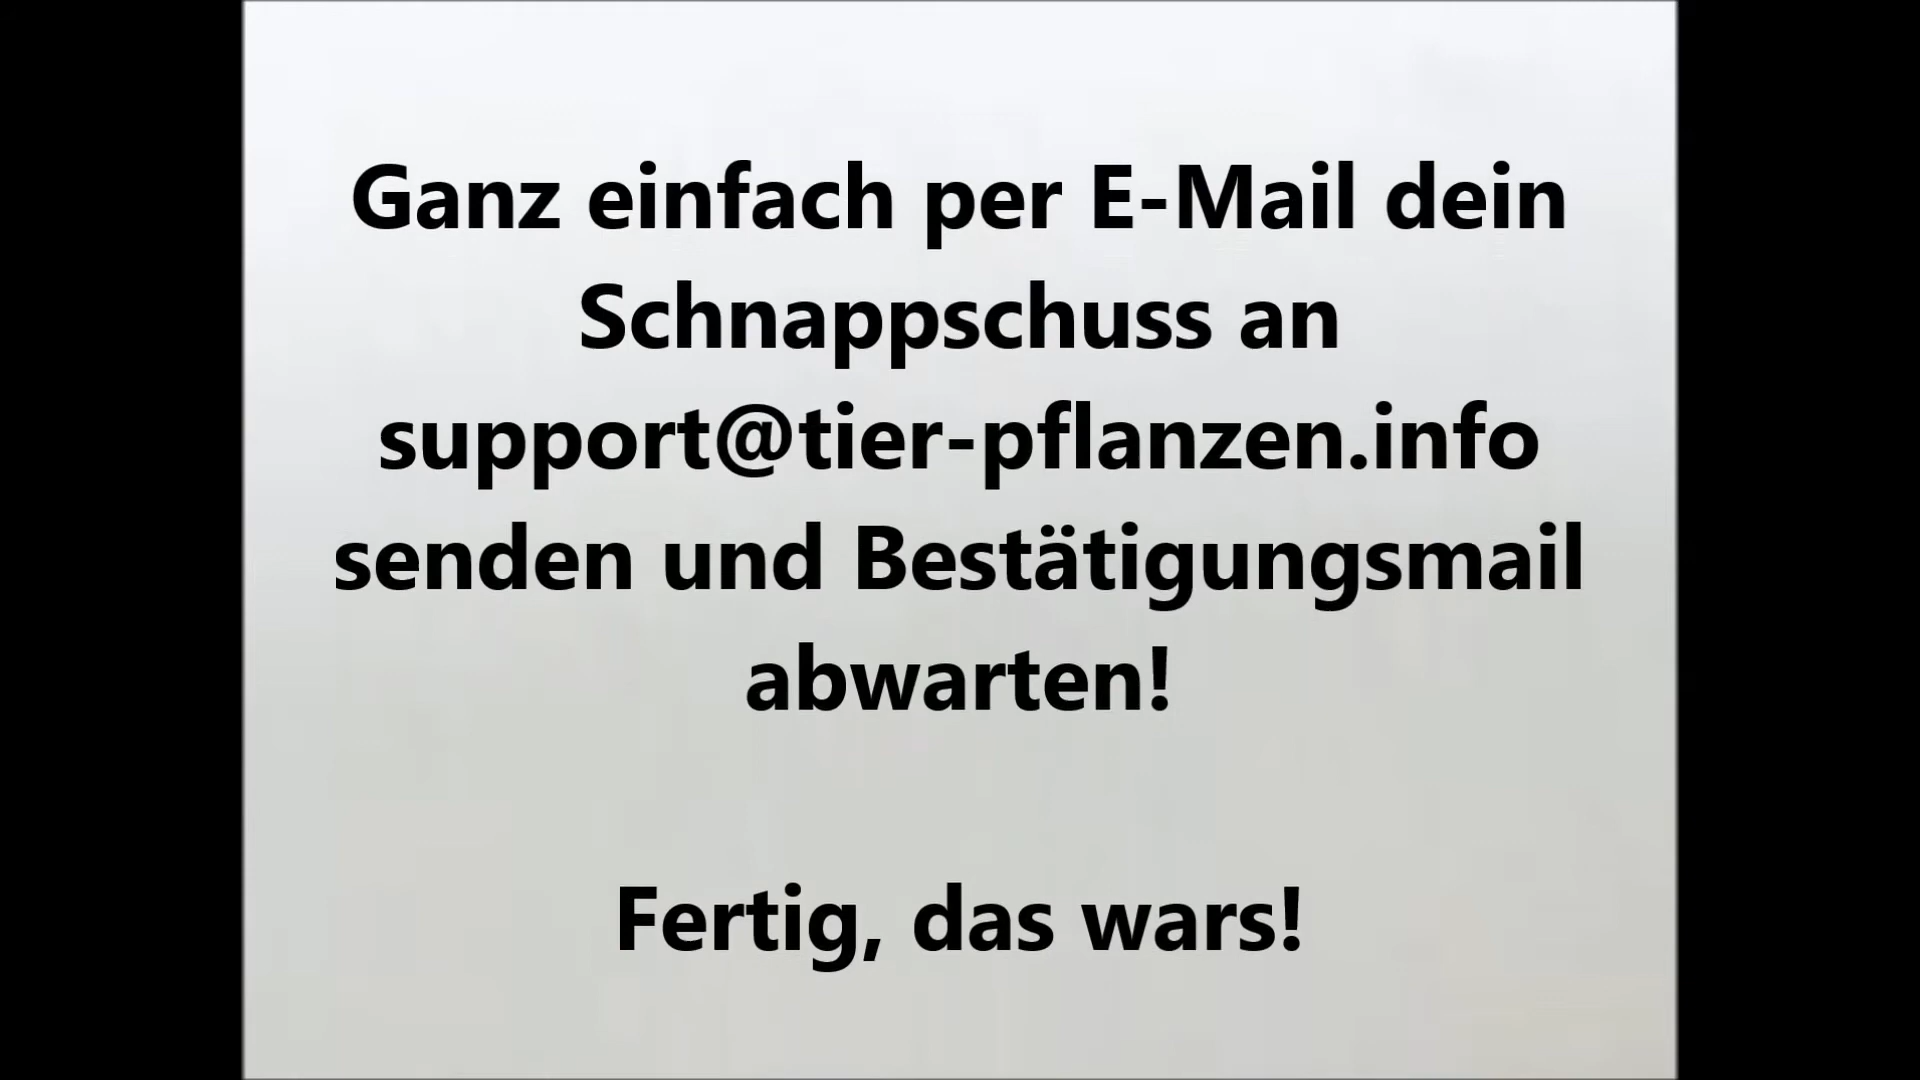 Ganz einfach per E-Mail dein
Schnappschuss an
support@tier-pflanzen.info
senden und Bestätigungsmail
abwarten!
Fertig, das wars!